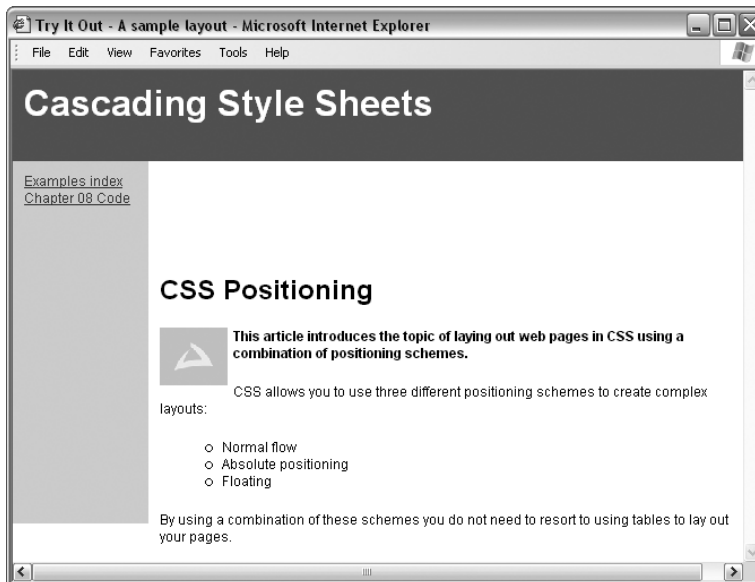 Try It Out - A sample layout - Microsoft Internet Explorer
File Edit View Favorites Tools Help
Cascading Style Sheets
Examples index
Chapter 08 Code
CSS Positioning
This article introduces the topic of laying out web pages in CSS using a
combination of positioning schemes.
CSS allows you to use three different positioning schemes to create complex
layouts:
Normal flow
Absolute positioning
Floating
By using a combination of these schemes you do not need to resort to using tables to lay out
your pages.